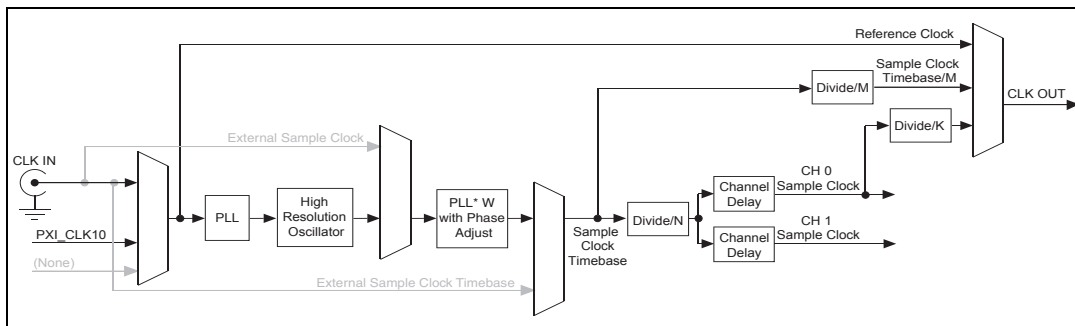 Reference Clock
Sample Clock
Timebase/M
Divide/M
CLK OUT
Divide/K
External Sample Clock
CLK IN
PLL
High
Resolution
Oscillator
PLL* W
with Phase
Adjust
PXI_CLK10
(None)
External Sample Clock Timebase
Sample
Clock
Timebase
Divide/N
Channel
Delay
CH 0
Sample Clock
Channel
Delay
CH 1
Sample Clock